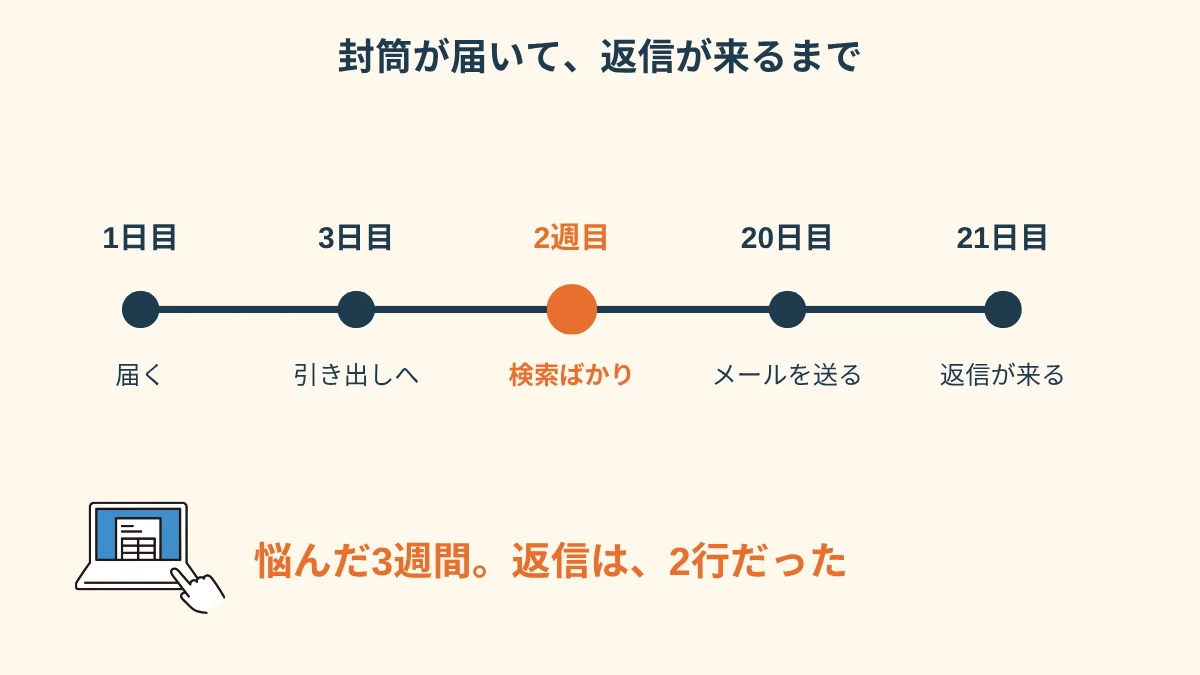 封筒が届いて、返信が来るまで
1日目
3日目
2週目
20日目
21日目
届く
引き出しへ
検索ばかり
メールを送る
返信が来る
悩んだ3週間。返信は、2行だった